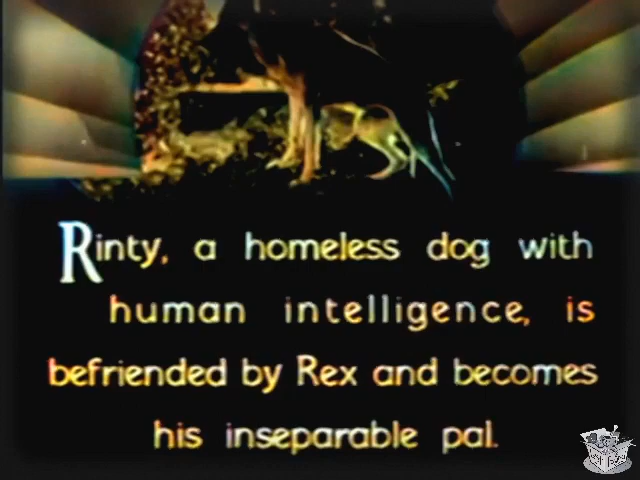 Rinty, a homeless dog with
human intelligence, is
befriended by Rex and becomes
his inseparable pal.